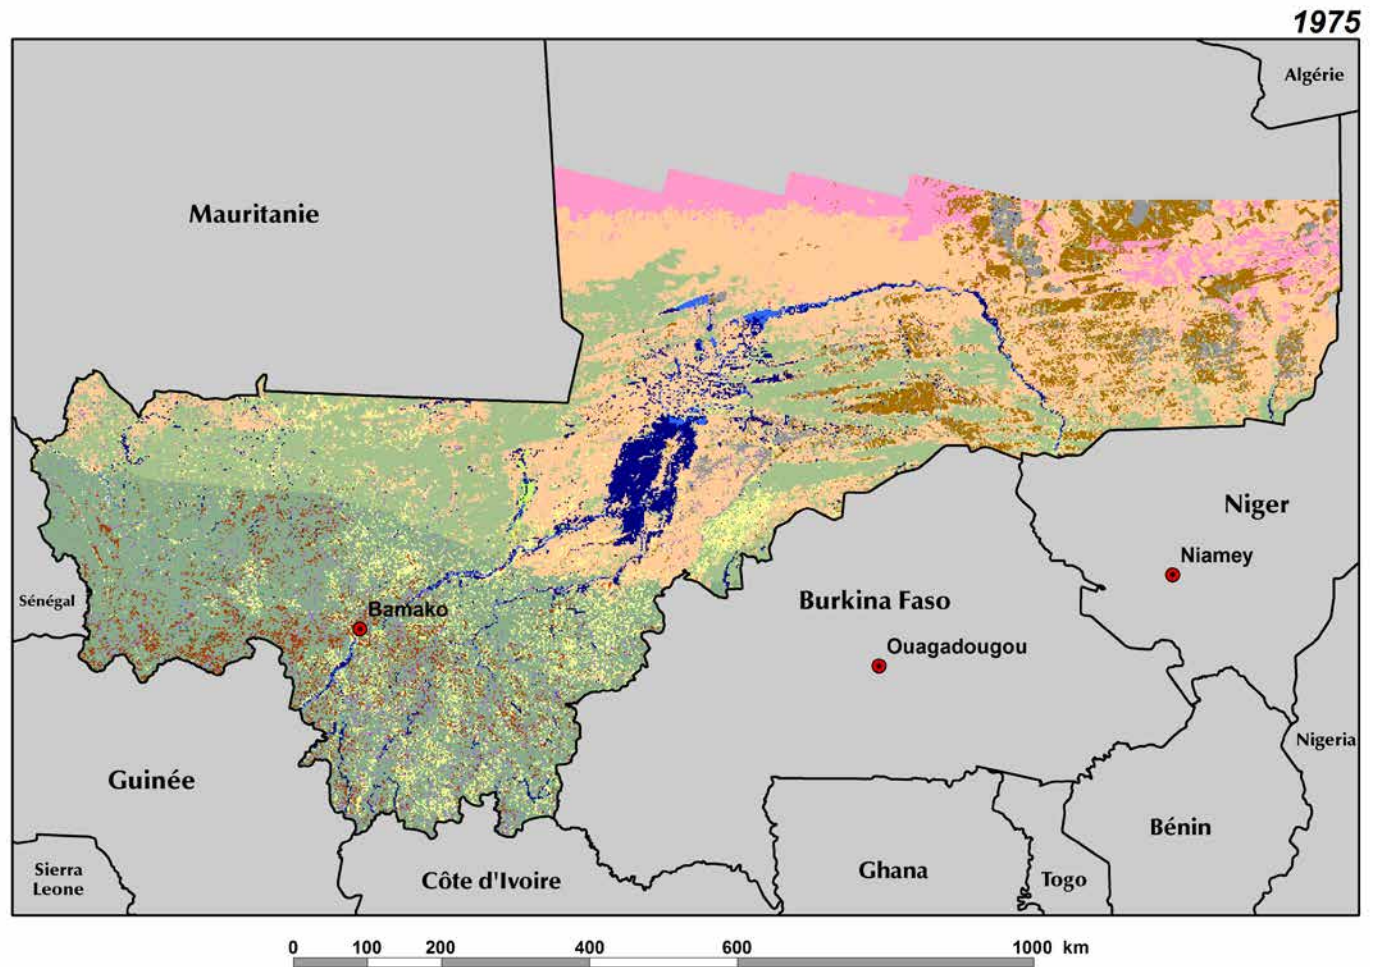 1975
Algérie
Mauritanie
Niger
Niamey
Sénégal
Bamako
Burkina Faso
Ouagadougou
Nigeria
Guinée
Bénin
Sierra
Leone
Côte d'Ivoire
Ghana
Togo
0 100 200 400 600 1000 km